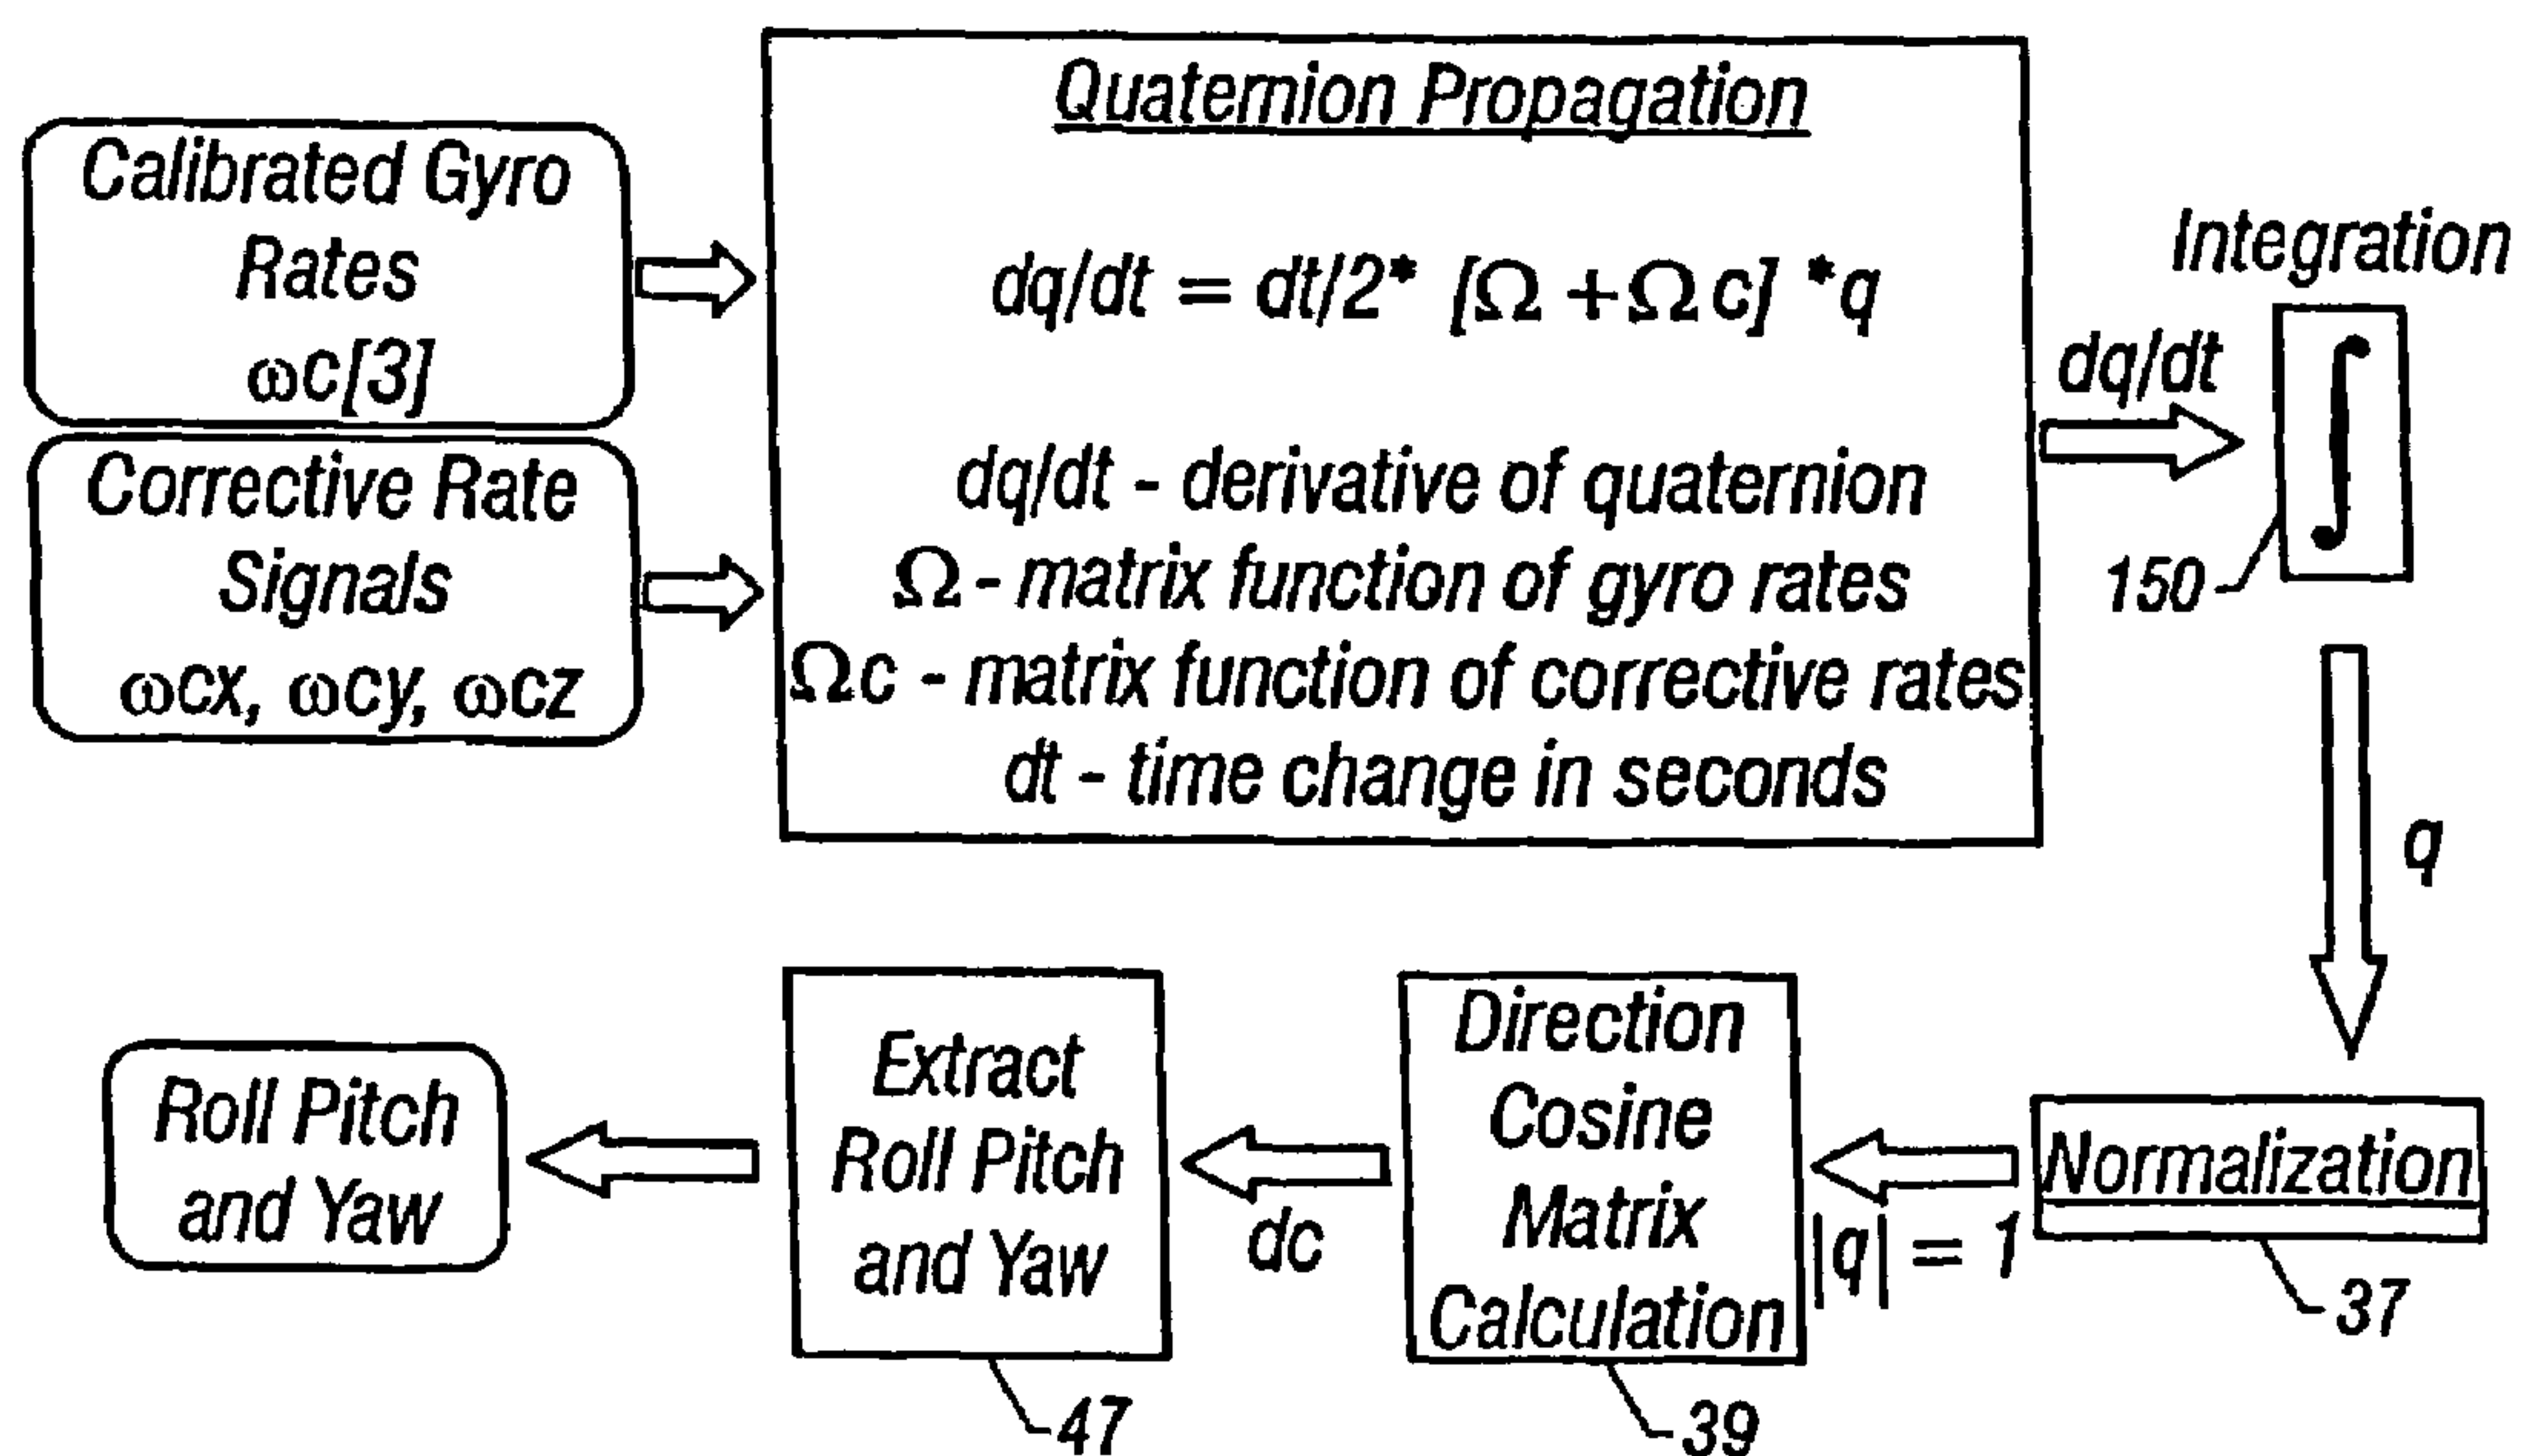 Calibrated Gyro
Rates
ωc[3]
Corrective Rate
Signals
ωcx, ωcy, ωcz
Quaternion Propagation
dq/dt = dt/2* [Ω +Ωc] *q
dq/dt - derivative of quaternion
Ω - matrix function of gyro rates
Ωc - matrix function of corrective rates
dt - time change in seconds
Integration
dq/dt
∫
150
q
Normalization
37
|q| = 1
Direction
Cosine
Matrix
Calculation
39
dc
Extract
Roll Pitch
and Yaw
47
Roll Pitch
and Yaw